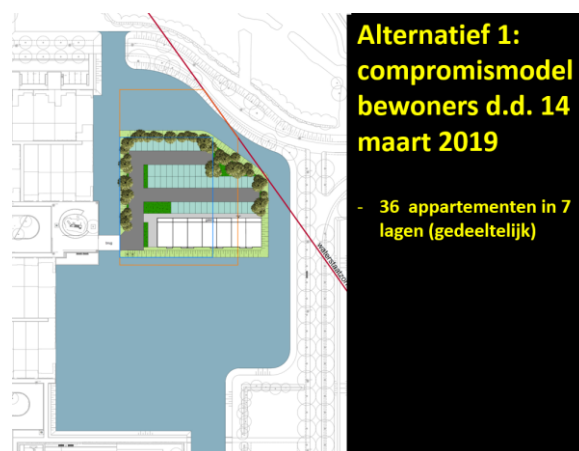 Alternatief 1:
compromismodel
bewoners d.d. 14
maart 2019
- 36 appartementen in 7
lagen (gedeeltelijk)